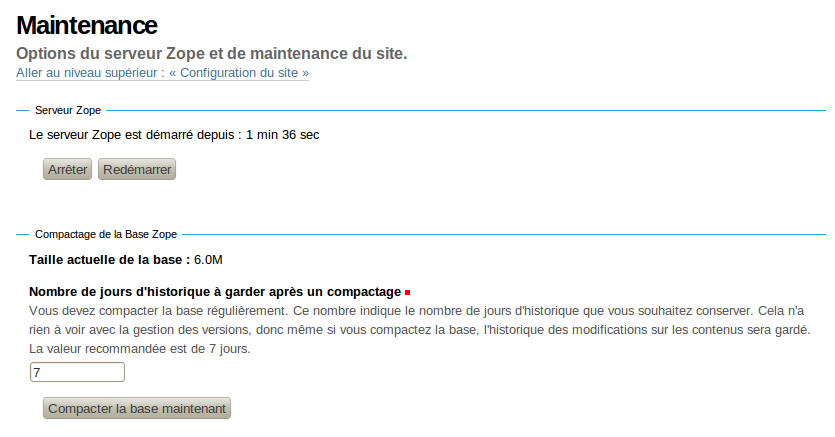 Maintenance
Options du serveur Zope et de maintenance du site.
Aller au niveau supérieur : « Configuration du site »
Serveur Zope
Le serveur Zope est démarré depuis : 1 min 36 sec
Arrêter Redémarrer
Compactage de la Base Zope
Taille actuelle de la base : 6.0M
Nombre de jours d'historique à garder après un compactage
Vous devez compacter la base régulièrement. Ce nombre indique le nombre de jours d'historique que vous souhaitez conserver. Cela n'a
rien à voir avec la gestion des versions, donc même si vous compactez la base, l'historique des modifications sur les contenus sera gardé.
La valeur recommandée est de 7 jours.
7
Compacter la base maintenant